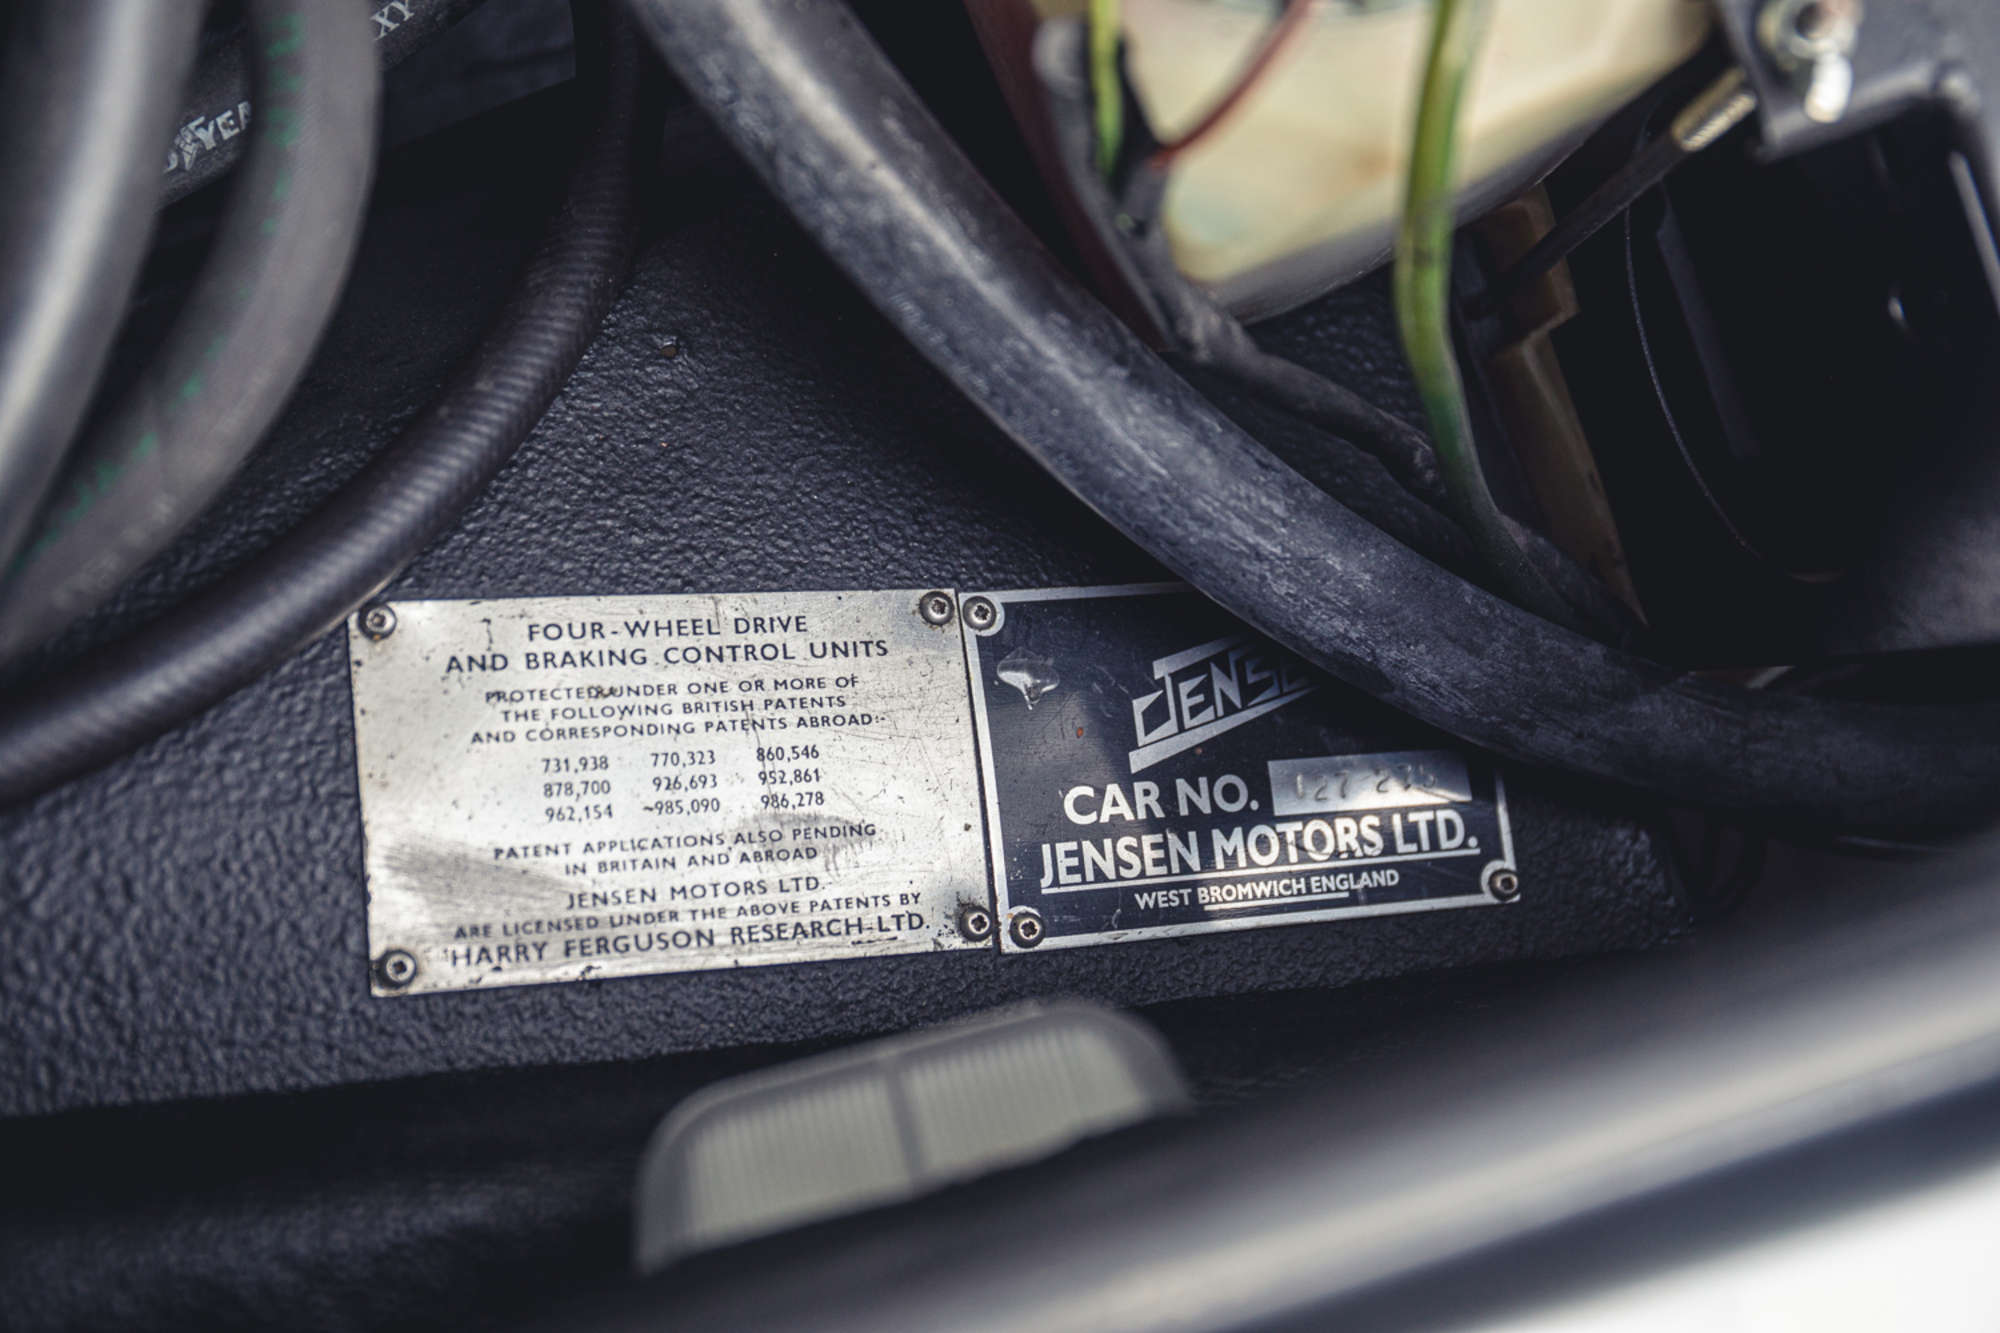 XY
FOUR-WHEEL DRIVE
AND BRAKING CONTROL UNITS
PROTECTED UNDER ONE OR MORE OF
THE FOLLOWING BRITISH PATENTS
AND CORRESPONDING PATENTS ABROAD:-
731,938 770,323 860,546
878,700 926,693 952,861
962,154 ~985,090 986,278
PATENT APPLICATIONS ALSO PENDING
IN BRITAIN AND ABROAD
JENSEN MOTORS LTD.
ARE LICENSED UNDER THE ABOVE PATENTS BY
HARRY FERGUSON RESEARCH LTD.
JENSE
CAR NO.
JENSEN MOTORS LTD.
WEST BROMWICH ENGLAND